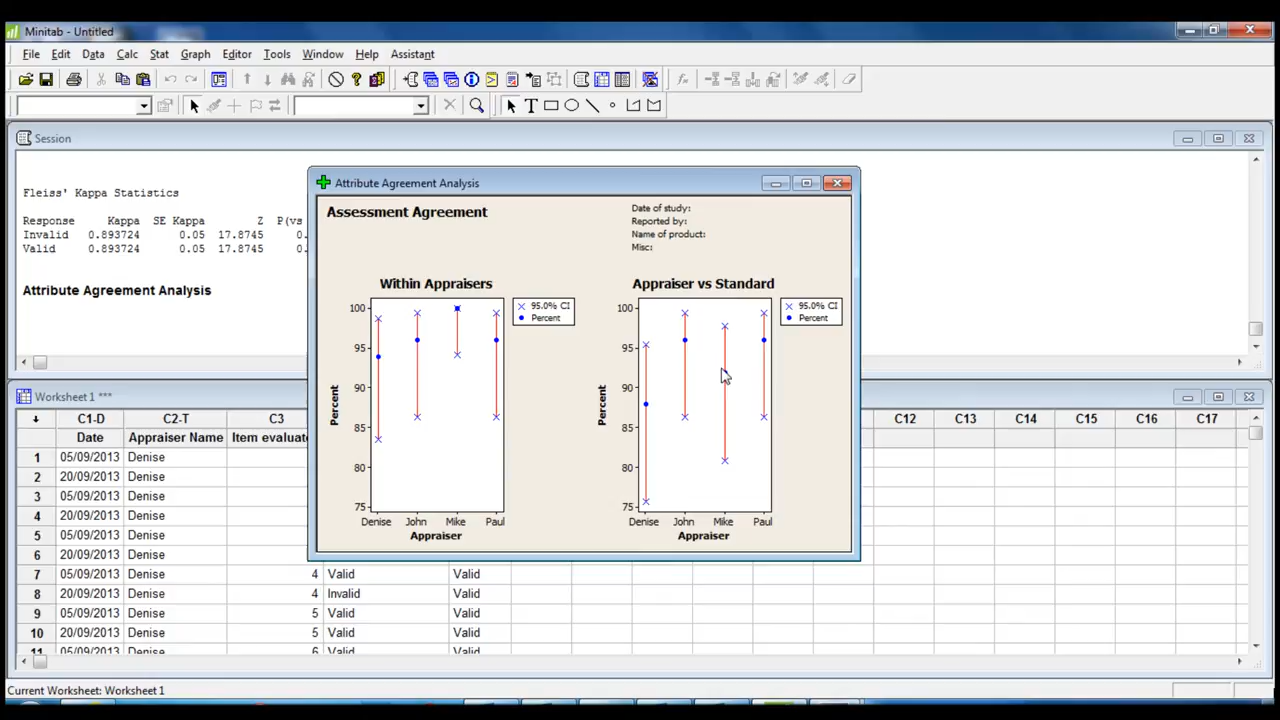 Minitab - Untitled
File Edit Data Calc Stat Graph Editor Tools Window Help Assistant
Session
Fleiss' Kappa Statistics
Response Kappa SE Kappa Z P(vs
Invalid 0.893724 0.05 17.8745 0.
Valid 0.893724 0.05 17.8745 0.
Attribute Agreement Analysis
Attribute Agreement Analysis
Assessment Agreement
Date of study:
Reported by:
Name of product:
Misc:
Within Appraisers
100
95
90
85
80
75
Percent
Denise John Mike Paul
Appraiser
95.0% CI
Percent
Appraiser vs Standard
100
95
90
85
80
75
Percent
Denise John Mike Paul
Appraiser
95.0% CI
Percent
Worksheet 1 ***
C1-D C2-T C3 C12 C13 C14 C15 C16 C17
Date Appraiser Name Item evaluate
1 05/09/2013 Denise
2 20/09/2013 Denise
3 05/09/2013 Denise
4 20/09/2013 Denise
5 05/09/2013 Denise
6 20/09/2013 Denise
7 05/09/2013 Denise 4 Valid Valid
8 20/09/2013 Denise 4 Invalid Valid
9 05/09/2013 Denise 5 Valid Valid
10 20/09/2013 Denise 5 Valid Valid
11 05/09/2013 Denise 6 Valid Valid
Current Worksheet: Worksheet 1